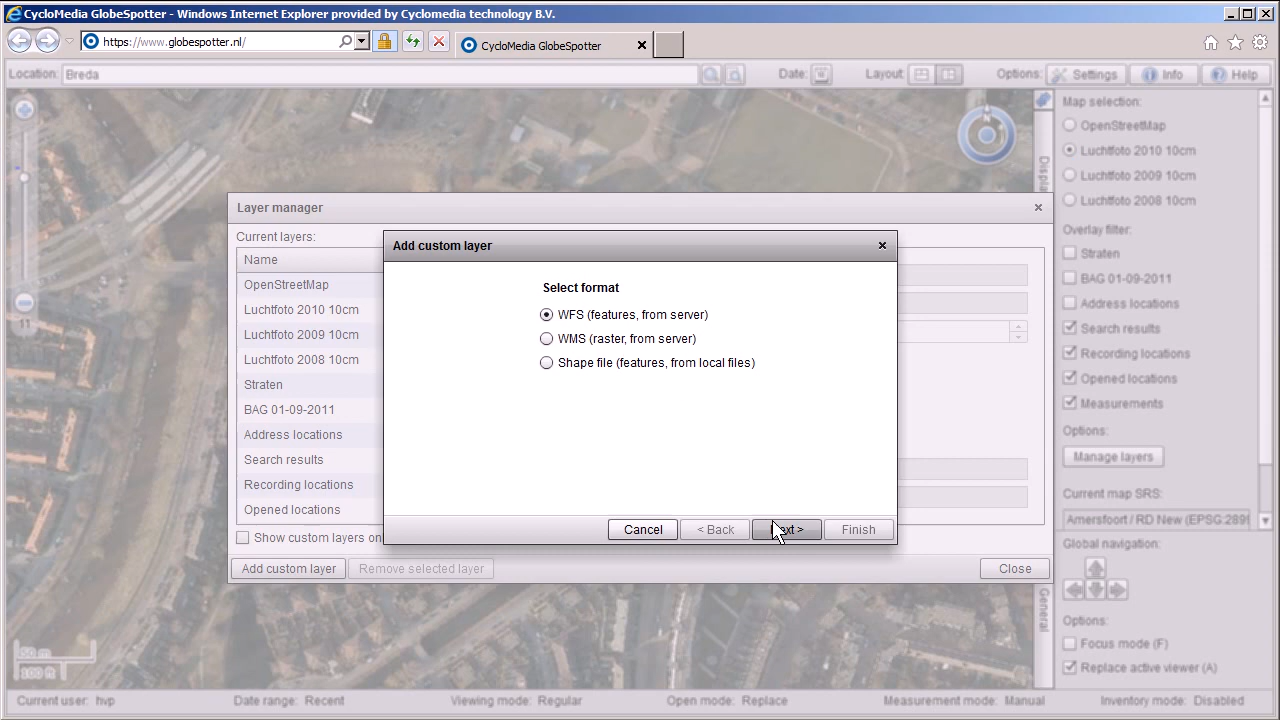 CycloMedia GlobeSpotter - Windows Internet Explorer provided by Cyclomedia technology B.V.
https://www.globespotter.nl/
CycloMedia GlobeSpotter
Location: Breda
Date:
Layout:
Options: Settings Info Help
N
Map selection:
OpenStreetMap
Luchtfoto 2010 10cm
Luchtfoto 2009 10cm
Luchtfoto 2008 10cm
Overlay filter:
Straten
BAG 01-09-2011
Address locations
Search results
Recording locations
Opened locations
Measurements
Options:
Manage layers
Current map SRS:
Amersfoort / RD New (EPSG:2899
Global navigation:
Options:
Focus mode (F)
Replace active viewer (A)
General
11
50 m
100 ft
Layer manager
Current layers:
Name
OpenStreetMap
Luchtfoto 2010 10cm
Luchtfoto 2009 10cm
Luchtfoto 2008 10cm
Straten
BAG 01-09-2011
Address locations
Search results
Recording locations
Opened locations
Show custom layers on
Add custom layer
Remove selected layer
Close
Add custom layer
Select format
WFS (features, from server)
WMS (raster, from server)
Shape file (features, from local files)
Cancel
< Back
Finish
Current user: hvp
Date range: Recent
Viewing mode: Regular
Open mode: Replace
Measurement mode: Manual
Inventory mode: Disabled